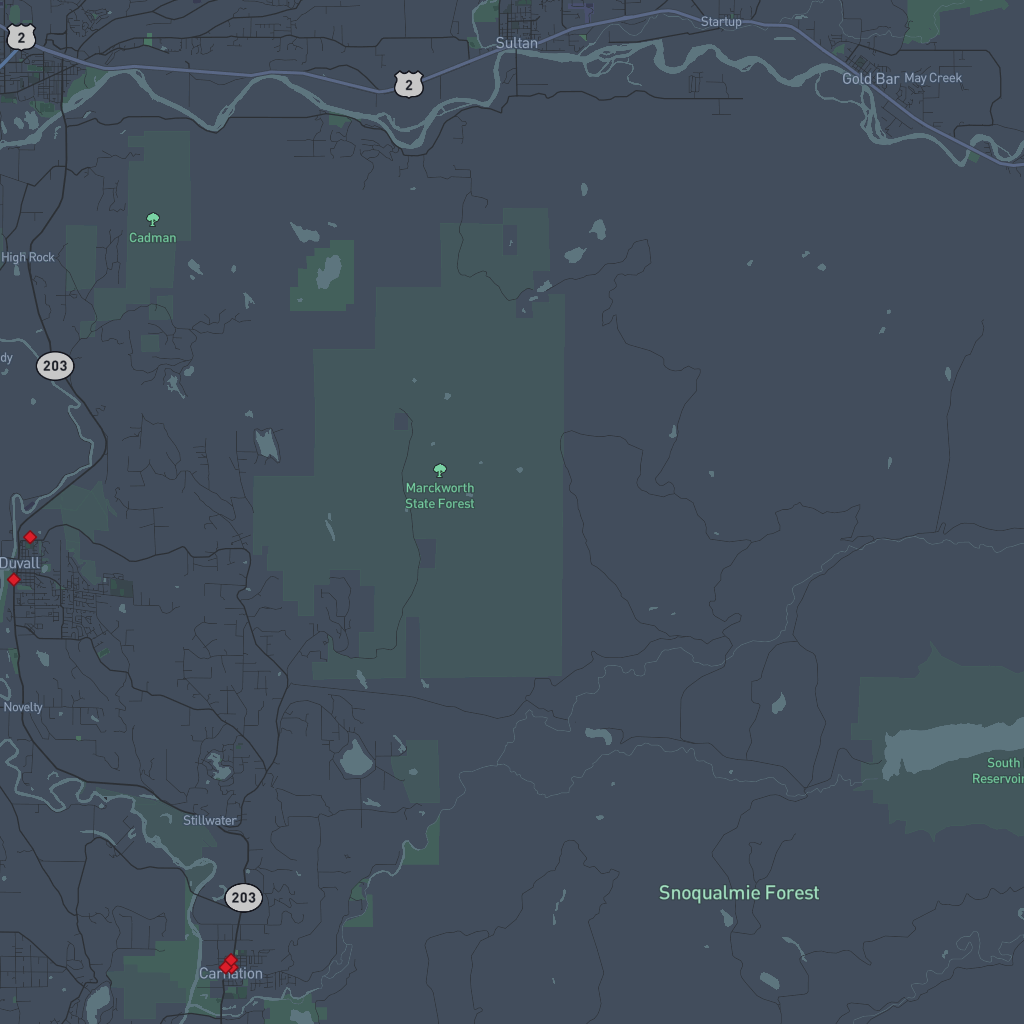 Startup
2
Sultan
Gold Bar
May Creek
2
Cadman
High Rock
203
dy
Marckworth
State Forest
Duvall
Novelty
South
Reservoir
Stillwater
Snoqualmie Forest
203
Carnation